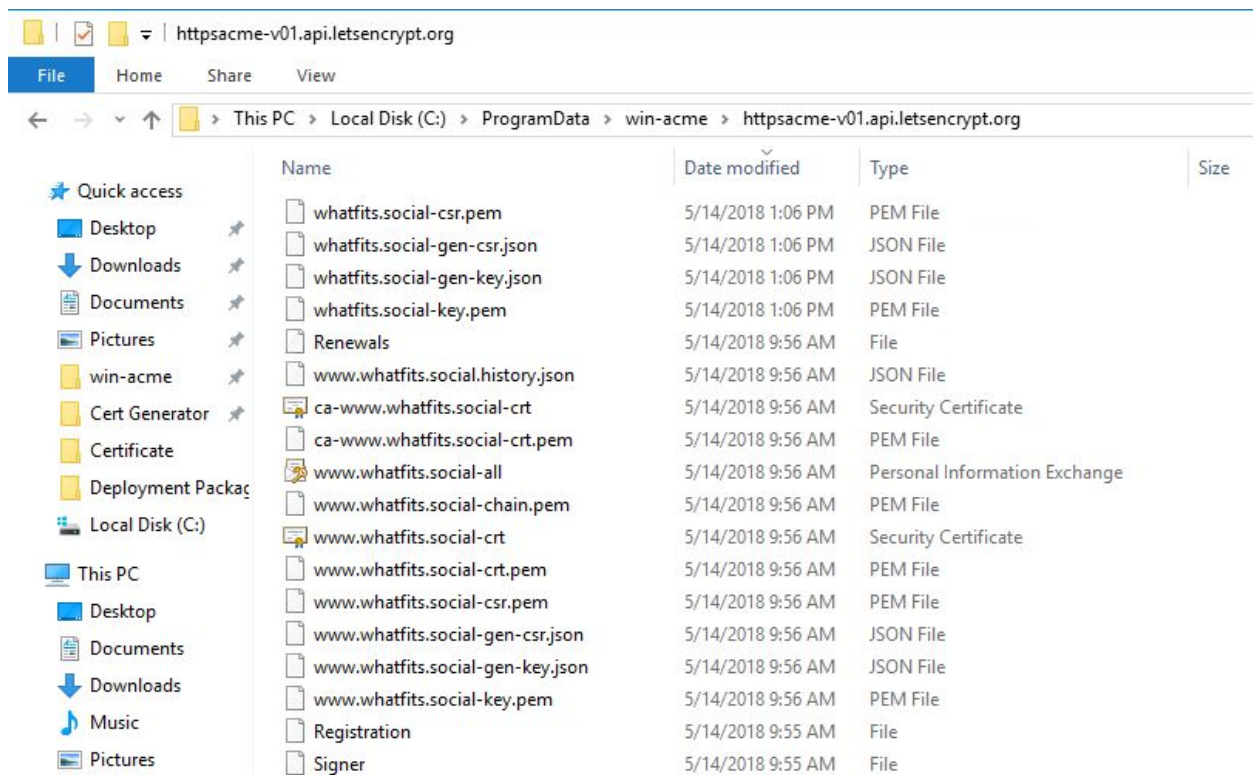 httpsacme-v01.api.letsencrypt.org
File Home Share View
This PC > Local Disk (C:) > ProgramData > win-acme > httpsacme-v01.api.letsencrypt.org
Name Date modified Type Size
Quick access
Desktop
Downloads
Documents
Pictures
win-acme
Cert Generator
Certificate
Deployment Packag
Local Disk (C:)
This PC
Desktop
Documents
Downloads
Music
Pictures
whatfits.social-csr.pem 5/14/2018 1:06 PM PEM File
whatfits.social-gen-csr.json 5/14/2018 1:06 PM JSON File
whatfits.social-gen-key.json 5/14/2018 1:06 PM JSON File
whatfits.social-key.pem 5/14/2018 1:06 PM PEM File
Renewals 5/14/2018 9:56 AM File
www.whatfits.social.history.json 5/14/2018 9:56 AM JSON File
ca-www.whatfits.social-crt 5/14/2018 9:56 AM Security Certificate
ca-www.whatfits.social-crt.pem 5/14/2018 9:56 AM PEM File
www.whatfits.social-all 5/14/2018 9:56 AM Personal Information Exchange
www.whatfits.social-chain.pem 5/14/2018 9:56 AM PEM File
www.whatfits.social-crt 5/14/2018 9:56 AM Security Certificate
www.whatfits.social-crt.pem 5/14/2018 9:56 AM PEM File
www.whatfits.social-csr.pem 5/14/2018 9:56 AM PEM File
www.whatfits.social-gen-csr.json 5/14/2018 9:56 AM JSON File
www.whatfits.social-gen-key.json 5/14/2018 9:56 AM JSON File
www.whatfits.social-key.pem 5/14/2018 9:56 AM PEM File
Registration 5/14/2018 9:55 AM File
Signer 5/14/2018 9:55 AM File